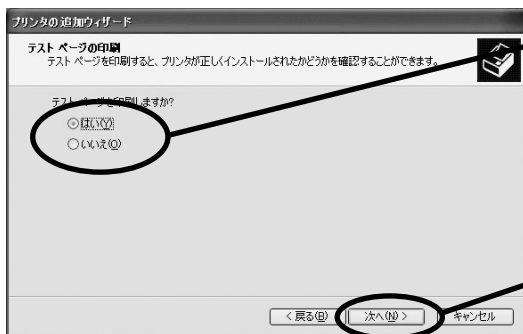 プリンタの追加ウィザード
テスト ページの印刷
テスト ページを印刷すると、プリンタが正しくインストールされたかどうかを確認することができます。
テスト ページを印刷しますか?
はい(Y)
いいえ(O)
< 戻る(B)
次へ(N) >
キャンセル